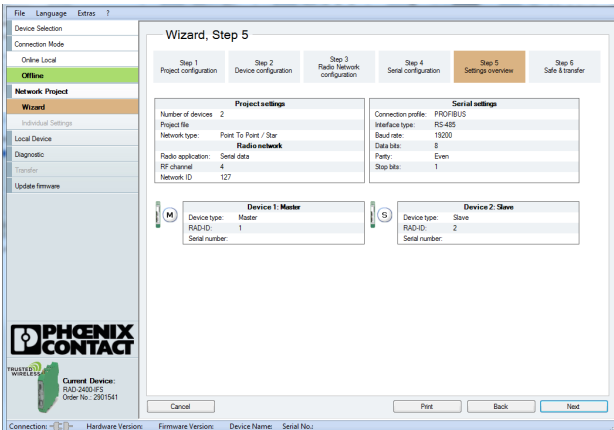 File Language Extras ?
Device Selection
Connection Mode
Online Local
Offline
Network Project
Wizard
Individual Settings
Local Device
Diagnostic
Transfer
Update firmware
PHŒNIX
CONTACT
TRUSTED
WIRELESS
Current Device:
RAD-2400-IFS
Order No.: 2901541
Wizard, Step 5
Step 1
Project configuration
Step 2
Device configuration
Step 3
Radio Network
configuration
Step 4
Serial configuration
Step 5
Settings overview
Step 6
Safe & transfer
Project settings
Number of devices 2
Project file
Network type: Point To Point / Star
Radio network
Radio application: Serial data
RF channel 4
Network ID 127
Serial settings
Connection profile: PROFIBUS
Interface type: RS-485
Baud rate: 19200
Data bits: 8
Parity: Even
Stop bits: 1
M
Device 1: Master
Device type: Master
RAD-ID: 1
Serial number:
S
Device 2: Slave
Device type: Slave
RAD-ID: 2
Serial number:
Cancel Print Back Next
Connection: Hardware Version: Firmware Version: Device Name: Serial No.: